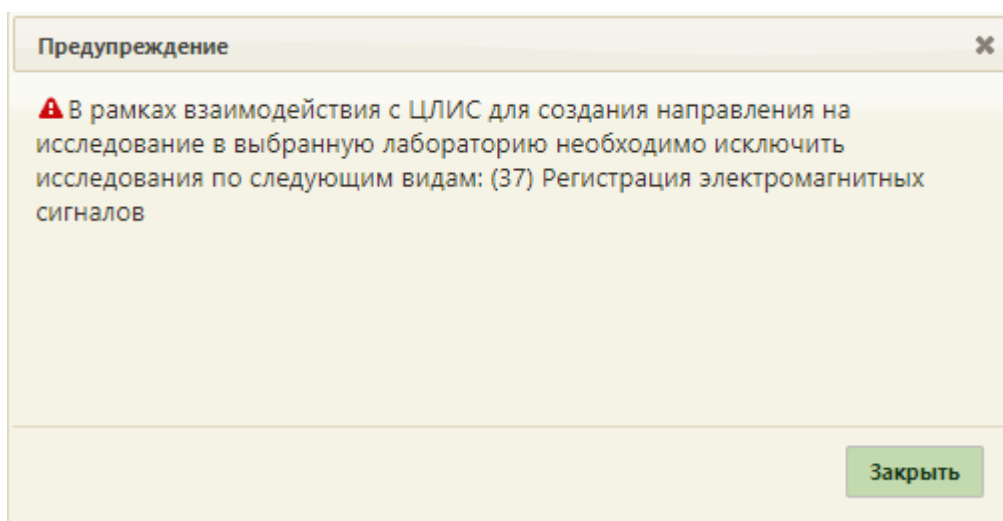 Предупреждение
В рамках взаимодействия с ЦЛИС для создания направления на
исследование в выбранную лабораторию необходимо исключить
исследования по следующим видам: (37) Регистрация электромагнитных
сигналов
Закрыть